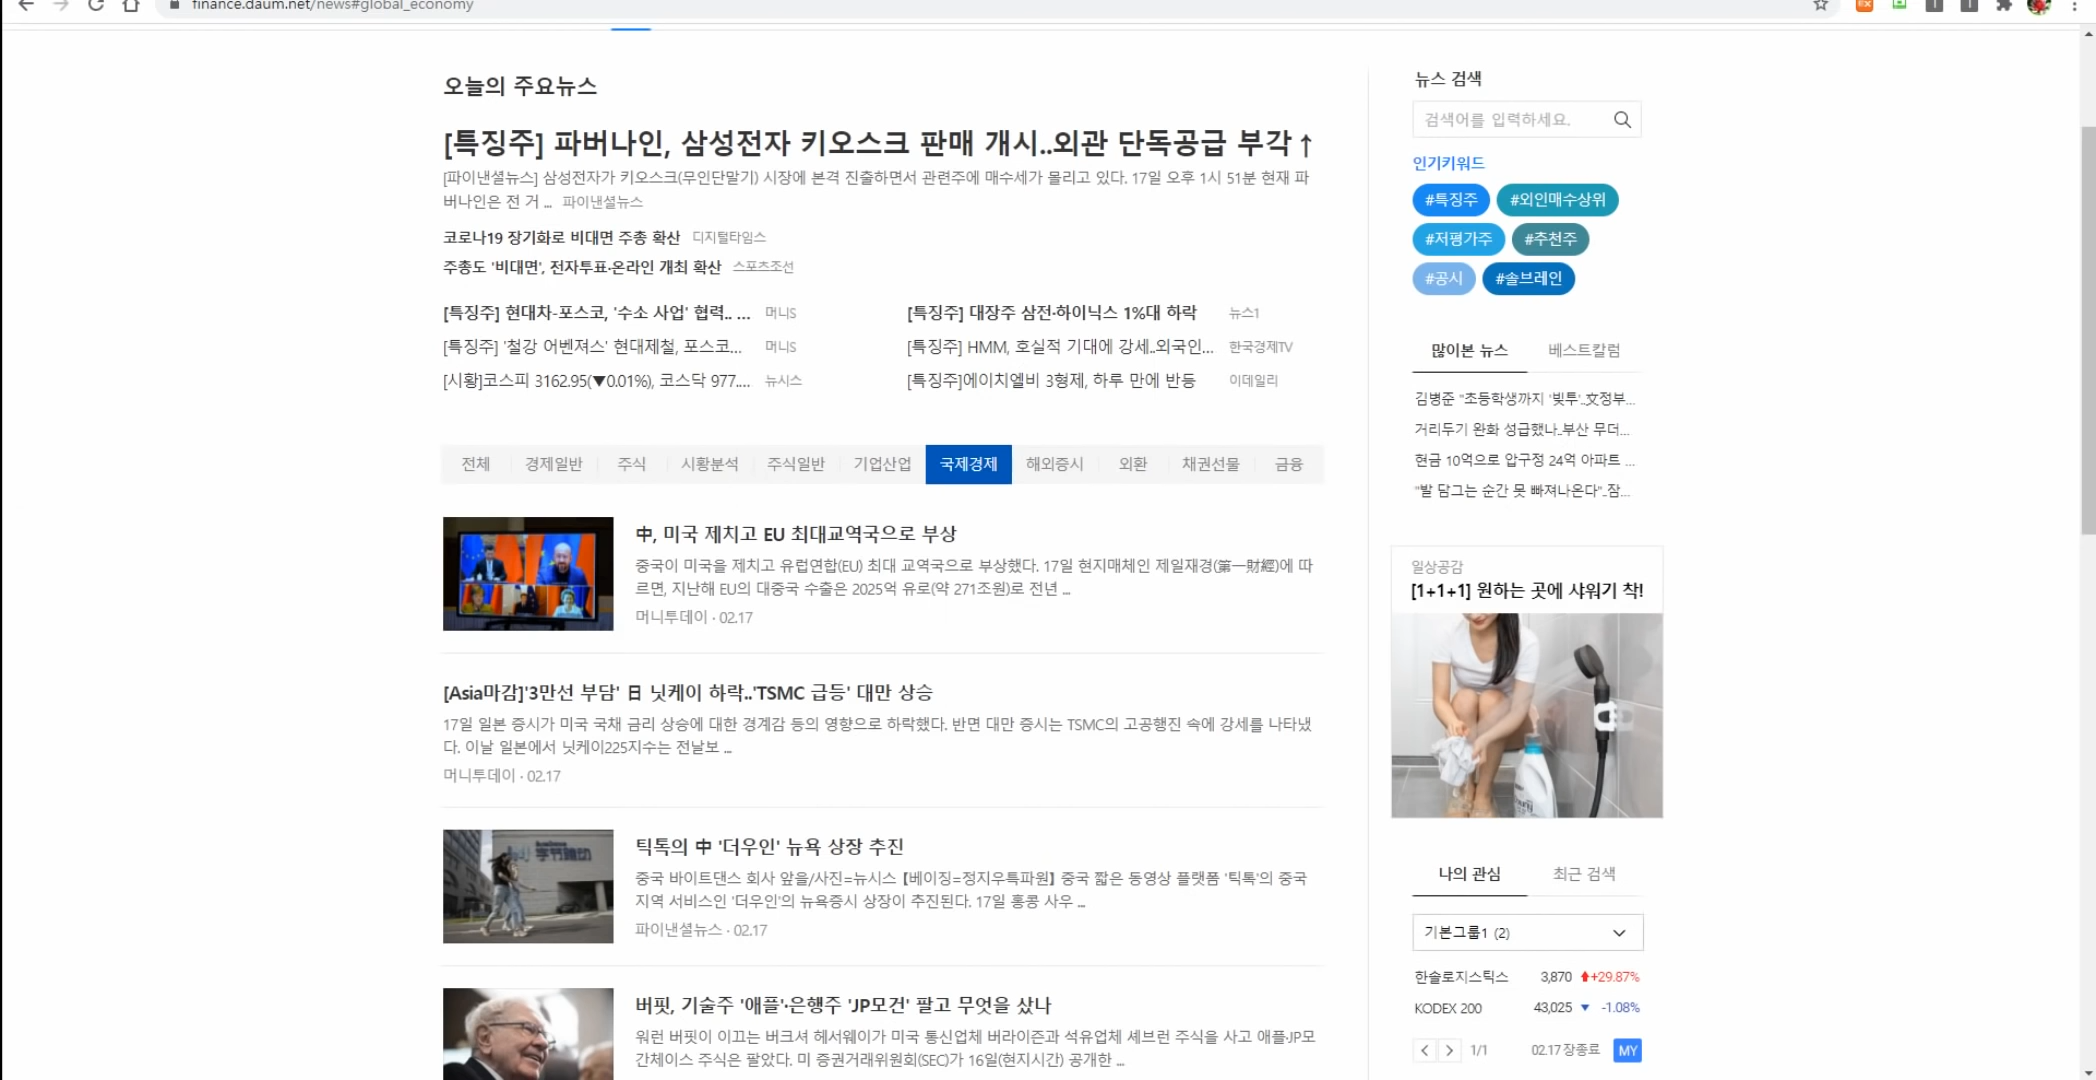 finance.daum.net/news#global_economy
오늘의 주요뉴스
[특징주] 파버나인, 삼성전자 키오스크 판매 개시..외관 단독공급 부각↑
[파이낸셜뉴스] 삼성전자가 키오스크(무인단말기) 시장에 본격 진출하면서 관련주에 매수세가 몰리고 있다. 17일 오후 1시 51분 현재 파
버나인은 전 거 ... 파이낸셜뉴스
코로나19 장기화로 비대면 주총 확산 디지털타임스
주총도 '비대면', 전자투표·온라인 개최 확산 스포츠조선
[특징주] 현대차-포스코, '수소 사업' 협력.. ... 머니S
[특징주] 대장주 삼전·하이닉스 1%대 하락 뉴스1
[특징주] '철강 어벤져스' 현대제철, 포스코... 머니S
[특징주] HMM, 호실적 기대에 강세..외국인... 한국경제TV
[시황]코스피 3162.95(▼0.01%), 코스닥 977.... 뉴시스
[특징주]에이치엘비 3형제, 하루 만에 반등 이데일리
전체 경제일반 주식 시황분석 주식일반 기업산업 국제경제 해외증시 외환 채권선물 금융
中, 미국 제치고 EU 최대교역국으로 부상
중국이 미국을 제치고 유럽연합(EU) 최대 교역국으로 부상했다. 17일 현지매체인 제일재경(第一財經)에 따
르면, 지난해 EU의 대중국 수출은 2025억 유로(약 271조원)로 전년 ...
머니투데이 · 02.17
[Asia마감]'3만선 부담' 日 닛케이 하락..'TSMC 급등' 대만 상승
17일 일본 증시가 미국 국채 금리 상승에 대한 경계감 등의 영향으로 하락했다. 반면 대만 증시는 TSMC의 고공행진 속에 강세를 나타냈
다. 이날 일본에서 닛케이225지수는 전날보 ...
머니투데이 · 02.17
틱톡의 中 '더우인' 뉴욕 상장 추진
중국 바이트댄스 회사 앞을/사진=뉴시스 【베이징=정지우특파원】 중국 짧은 동영상 플랫폼 '틱톡'의 중국
지역 서비스인 '더우인'의 뉴욕증시 상장이 추진된다. 17일 홍콩 사우 ...
파이낸셜뉴스 · 02.17
버핏, 기술주 '애플'·은행주 'JP모건' 팔고 무엇을 샀나
워런 버핏이 이끄는 버크셔 헤서웨이가 미국 통신업체 버라이즌과 석유업체 셰브런 주식을 사고 애플·JP모
간체이스 주식은 팔았다. 미 증권거래위원회(SEC)가 16일(현지시간) 공개한 ...
뉴스 검색
검색어를 입력하세요.
인기키워드
#특징주 #외인매수상위
#저평가주 #추천주
#공시 #솔브레인
많이본 뉴스 베스트칼럼
김병준 "초등학생까지 '빚투'..文정부...
거리두기 완화 성급했나..부산 무더...
현금 10억으로 압구정 24억 아파트 ...
"발 담그는 순간 못 빠져나온다"..잠...
일상공감
[1+1+1] 원하는 곳에 샤워기 착!
나의 관심 최근 검색
기본그룹1 (2)
한솔로지스틱스 3,870 +29.87%
KODEX 200 43,025 ▼ -1.08%
1/1 02.17 장종료 MY